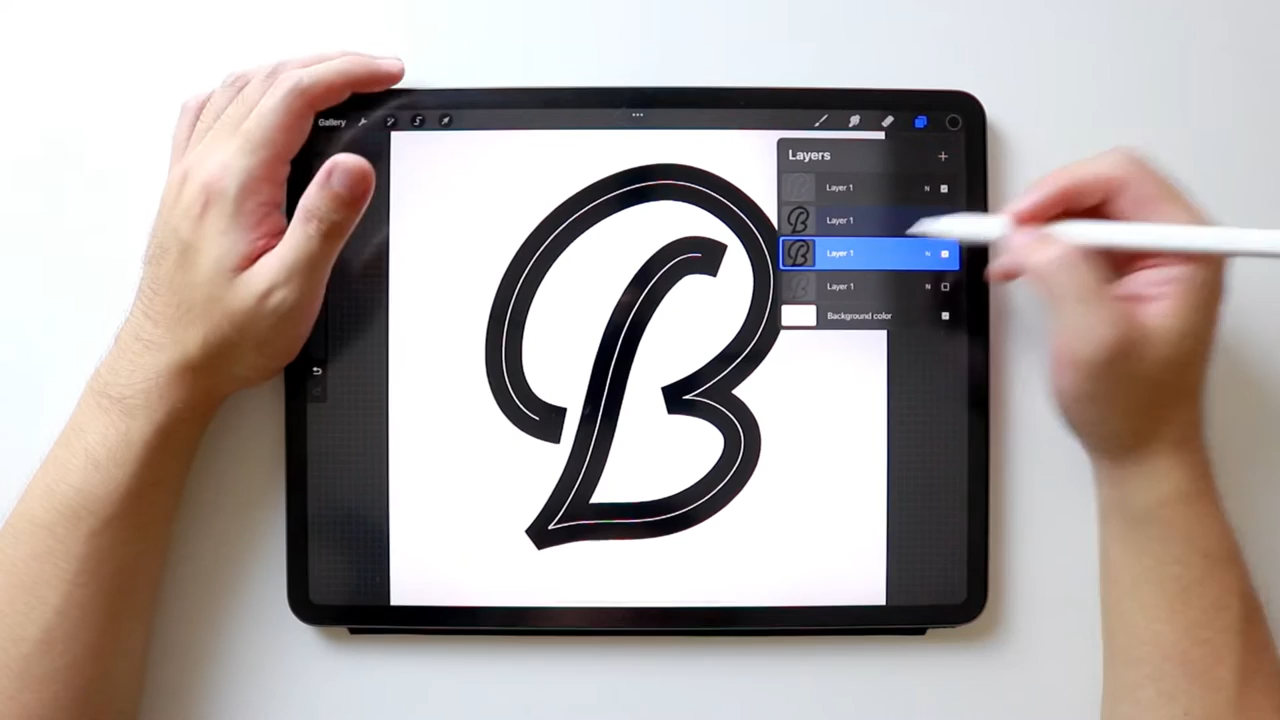 Gallery
Layers
Layer 1 N
Layer 1
Layer 1 N
Layer 1 N
Background color
B